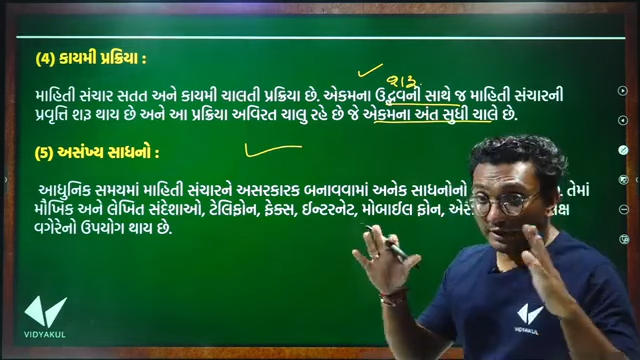 (4) કાયમી પ્રક્રિયા :
શરૂ
માહિતી સંચાર સતત અને કાયમી ચાલતી પ્રક્રિયા છે. એકમના ઉદ્ભવની સાથે જ માહિતી સંચારની
પ્રવૃત્તિ શરૂ થાય છે અને આ પ્રક્રિયા અવિરત ચાલુ રહે છે જે એકમના અંત સુધી ચાલે છે.
(5) અસંખ્ય સાધનો :
આધુનિક સમયમાં માહિતી સંચારને અસરકારક બનાવવામાં અનેક સાધનોનો તેમાં
મૌખિક અને લેખિત સંદેશાઓ, ટેલિફોન, ફેક્સ, ઈન્ટરનેટ, મોબાઈલ ફોન,
વગેરેનો ઉપયોગ થાય છે.
VIDYAKUL
VIDYAKUL